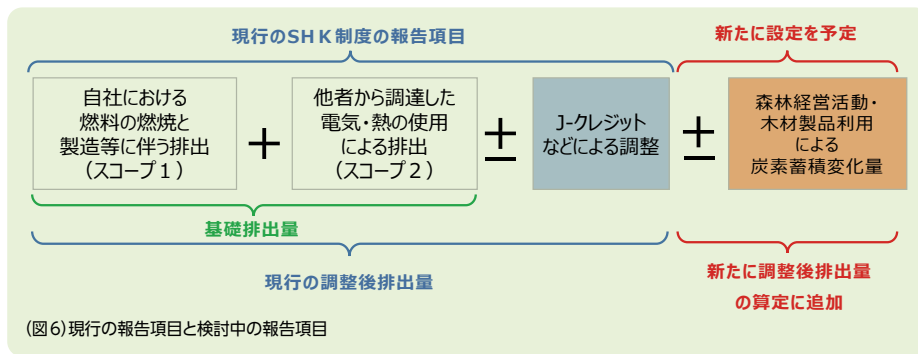 現行のSHK制度の報告項目
新たに設定を予定
自社における
燃料の燃焼と
製造等に伴う排出
（スコープ1）
+
他者から調達した
電気・熱の使用
による排出
（スコープ2）
±
J-クレジット
などによる調整
±
森林経営活動・
木材製品利用
による
炭素蓄積変化量
基礎排出量
現行の調整後排出量
新たに調整後排出量
の算定に追加
(図6)現行の報告項目と検討中の報告項目